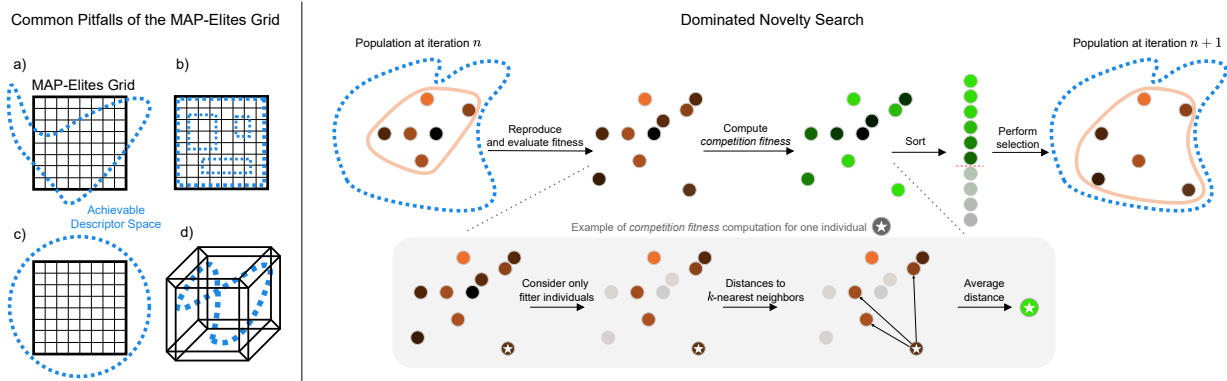 Common Pitfalls of the MAP-Elites Grid
a)
b)
MAP-Elites Grid
Achievable
Descriptor Space
c)
d)
Dominated Novelty Search
Population at iteration n
Reproduce
and evaluate fitness
Compute
competition fitness
Sort
Perform
selection
Population at iteration n + 1
Example of competition fitness computation for one individual
Consider only
fitter individuals
Distances to
k-nearest neighbors
Average
distance